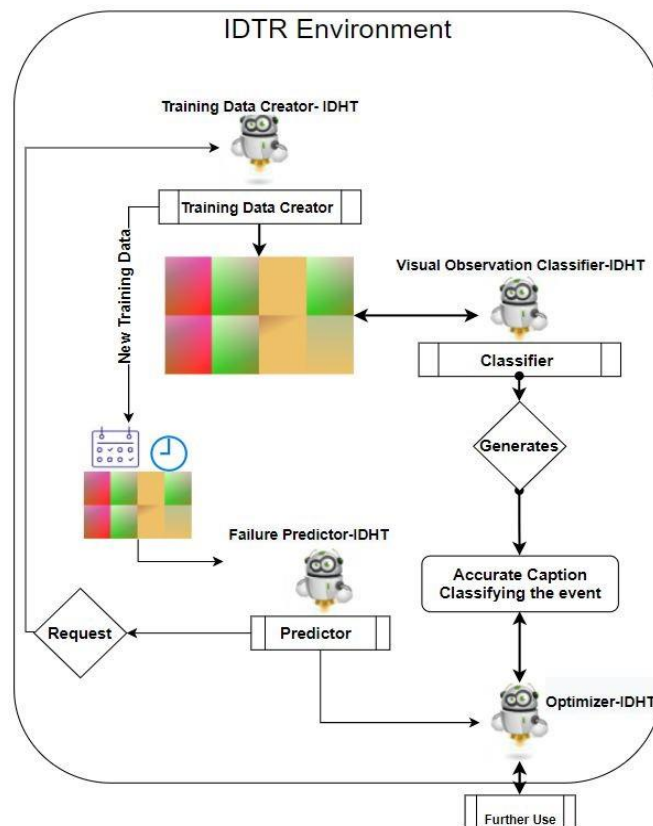 IDTR Environment
Training Data Creator- IDHT
Training Data Creator
New Training Data
Visual Observation Classifier-IDHT
Classifier
Generates
Failure Predictor-IDHT
Accurate Caption
Classifying the event
Request
Predictor
Optimizer-IDHT
Further Use